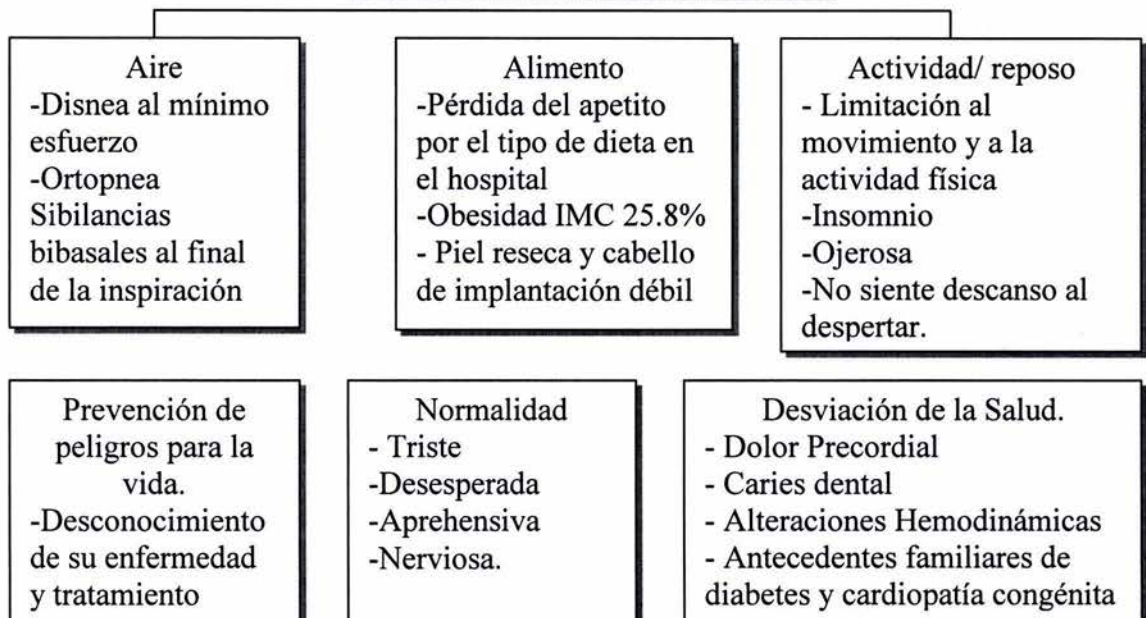 Aire
-Disnea al mínimo
esfuerzo
-Ortopnea
Sibilancias
bibasales al final
de la inspiración
Alimento
-Pérdida del apetito
por el tipo de dieta en
el hospital
-Obesidad IMC 25.8%
- Piel reseca y cabello
de implantación débil
Actividad/ reposo
- Limitación al
movimiento y a la
actividad física
-Insomnio
-Ojerosa
-No siente descanso al
despertar.
Prevención de
peligros para la
vida.
-Desconocimiento
de su enfermedad
y tratamiento
Normalidad
- Triste
-Desesperada
-Aprehensiva
-Nerviosa.
Desviación de la Salud.
- Dolor Precordial
- Caries dental
- Alteraciones Hemodinámicas
- Antecedentes familiares de
diabetes y cardiopatía congénita